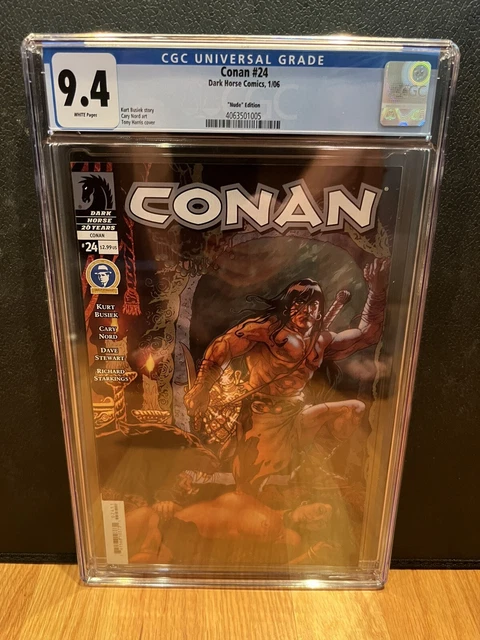 CGC UNIVERSAL GRADE
9.4
WHITE Pages
Conan #24
Dark Horse Comics, 1/06
"Nude" Edition
Kurt Busiek story
Cary Nord art
Tony Harris cover
4063501005
CGC
DARK
HORSE
20 YEARS
CONAN
#24
$2.99 US
CONAN
KURT
BUSIEK
CARY
NORD
DAVE
STEWART
RICHARD
STARKINGS